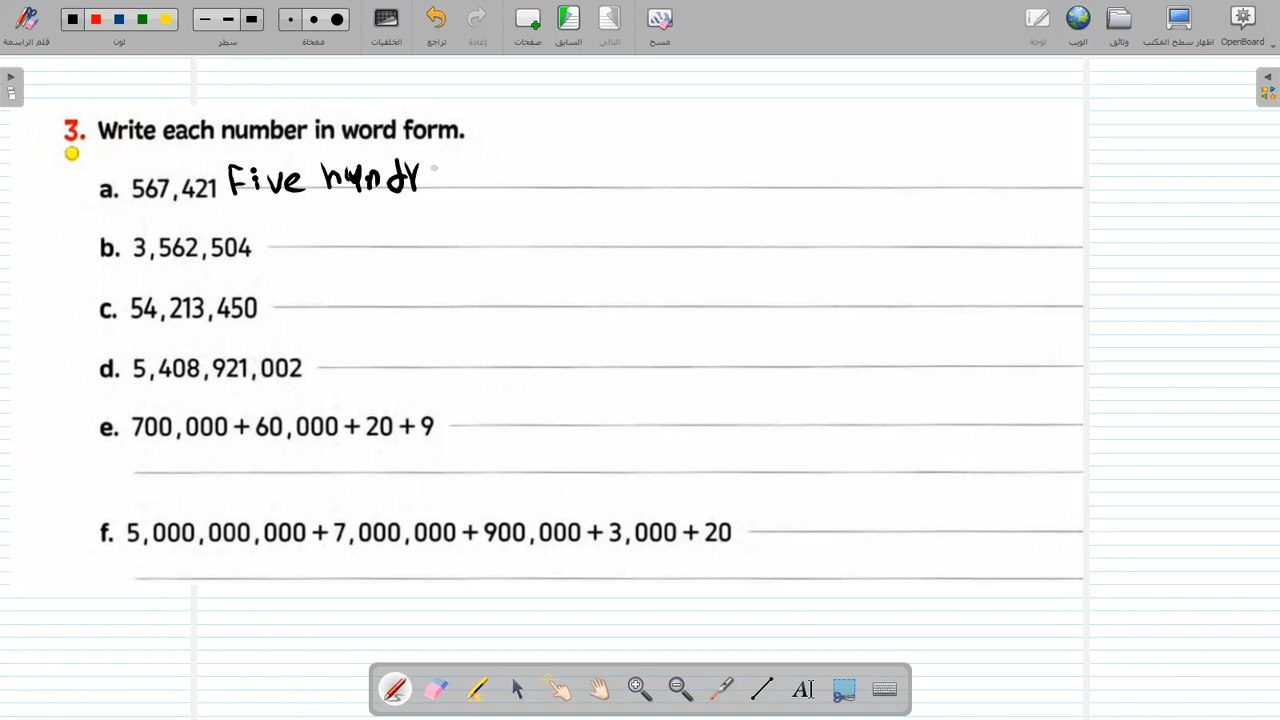 قلم الراسمة لون سطر ممحاة الخلفيات تراجع إعادة صفحات السابق التالي مسح لوحة الويب وثائق اظهار سطح المكتب OpenBoard
3. Write each number in word form.
a. 567,421 Five hundr
b. 3,562,504
c. 54,213,450
d. 5,408,921,002
e. 700,000 + 60,000 + 20 + 9
f. 5,000,000,000 + 7,000,000 + 900,000 + 3,000 + 20